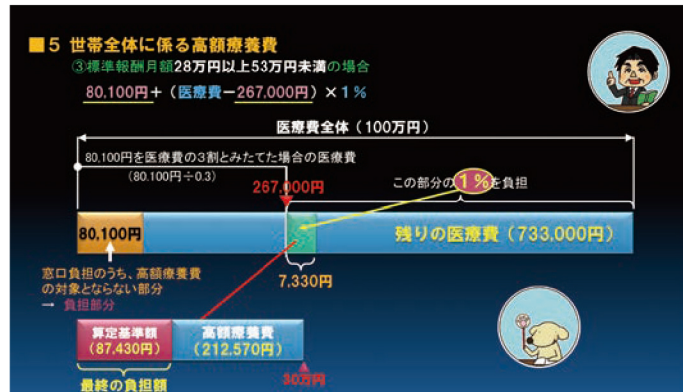 ■5 世帯全体に係る高額療養費
③標準報酬月額28万円以上53万円未満の場合
80.100円+(医療費-267.000円)×1%
医療費全体(100万円)
80.100円を医療費の3割とみたてた場合の医療費
(80.100円÷0.3)
267.000円
この部分の1%を負担
80.100円
残りの医療費(733.000円)
窓口負担のうち、高額療養費
の対象とならない部分
→ 負担部分
7.330円
算定基準額
(87.430円)
高額療養費
(212.570円)
30万円
最終の負担額